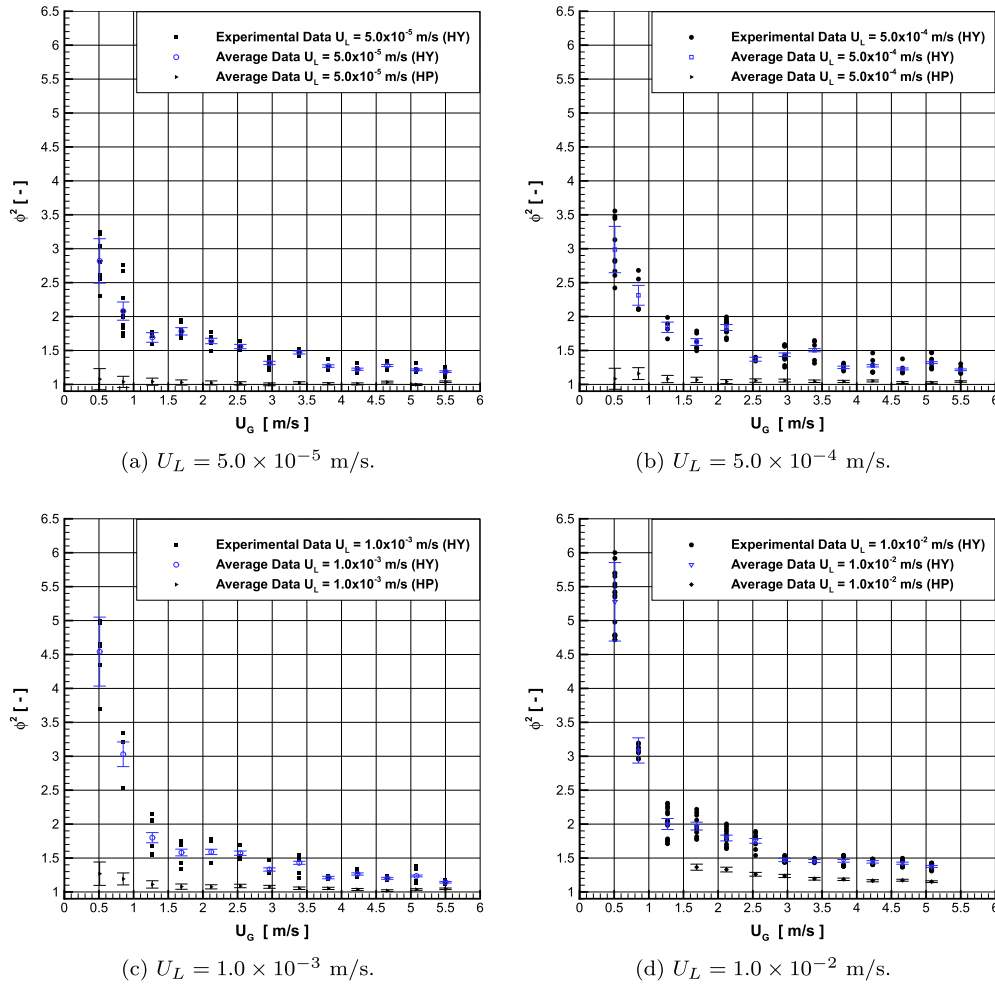 6.5
6
5.5
5
4.5
4
3.5
3
2.5
2
1.5
1
0 0.5 1 1.5 2 2.5 3 3.5 4 4.5 5 5.5 6
ϕ² [ - ]
U_G [ m/s ]
Experimental Data U_L = 5.0x10⁻⁵ m/s (HY)
Average Data U_L = 5.0x10⁻⁵ m/s (HY)
Average Data U_L = 5.0x10⁻⁵ m/s (HP)
(a) U_L = 5.0 × 10⁻⁵ m/s.
6.5
6
5.5
5
4.5
4
3.5
3
2.5
2
1.5
1
0 0.5 1 1.5 2 2.5 3 3.5 4 4.5 5 5.5 6
ϕ² [ - ]
U_G [ m/s ]
Experimental Data U_L = 5.0x10⁻⁴ m/s (HY)
Average Data U_L = 5.0x10⁻⁴ m/s (HY)
Average Data U_L = 5.0x10⁻⁴ m/s (HP)
(b) U_L = 5.0 × 10⁻⁴ m/s.
6.5
6
5.5
5
4.5
4
3.5
3
2.5
2
1.5
1
0 0.5 1 1.5 2 2.5 3 3.5 4 4.5 5 5.5 6
ϕ² [ - ]
U_G [ m/s ]
Experimental Data U_L = 1.0x10⁻³ m/s (HY)
Average Data U_L = 1.0x10⁻³ m/s (HY)
Average Data U_L = 1.0x10⁻³ m/s (HP)
(c) U_L = 1.0 × 10⁻³ m/s.
6.5
6
5.5
5
4.5
4
3.5
3
2.5
2
1.5
1
0 0.5 1 1.5 2 2.5 3 3.5 4 4.5 5 5.5 6
ϕ² [ - ]
U_G [ m/s ]
Experimental Data U_L = 1.0x10⁻² m/s (HY)
Average Data U_L = 1.0x10⁻² m/s (HY)
Average Data U_L = 1.0x10⁻² m/s (HP)
(d) U_L = 1.0 × 10⁻² m/s.